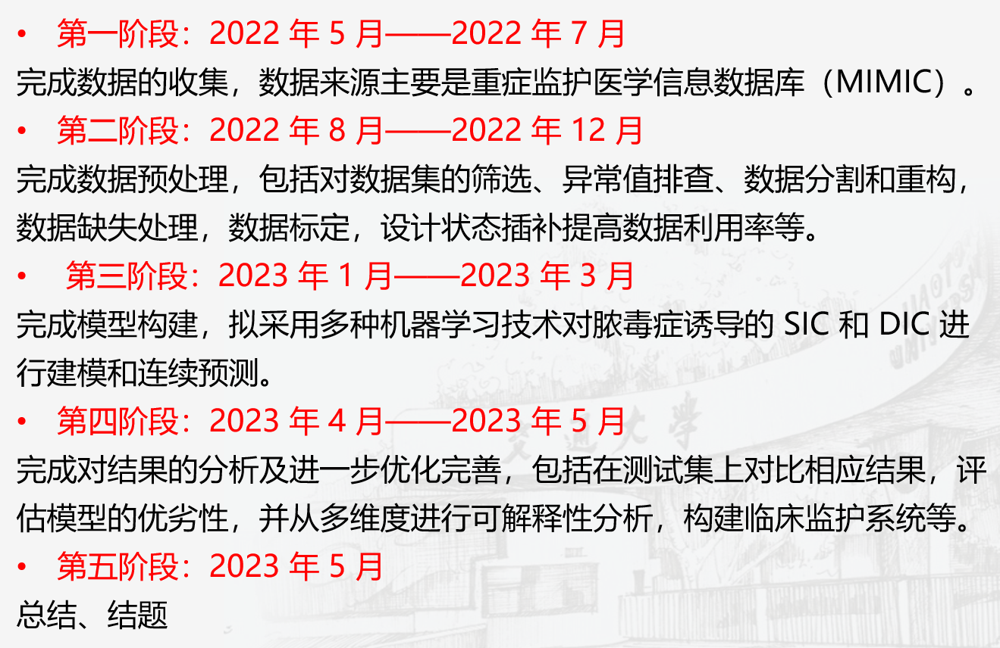 • 第一阶段：2022 年 5 月——2022 年 7 月
完成数据的收集，数据来源主要是重症监护医学信息数据库（MIMIC）。
• 第二阶段：2022 年 8 月——2022 年 12 月
完成数据预处理，包括对数据集的筛选、异常值排查、数据分割和重构，
数据缺失处理，数据标定，设计状态插补提高数据利用率等。
• 第三阶段：2023 年 1 月——2023 年 3 月
完成模型构建，拟采用多种机器学习技术对脓毒症诱导的 SIC 和 DIC 进
行建模和连续预测。
• 第四阶段：2023 年 4 月——2023 年 5 月
完成对结果的分析及进一步优化完善，包括在测试集上对比相应结果，评
估模型的优劣性，并从多维度进行可解释性分析，构建临床监护系统等。
• 第五阶段：2023 年 5 月
总结、结题
交通大学